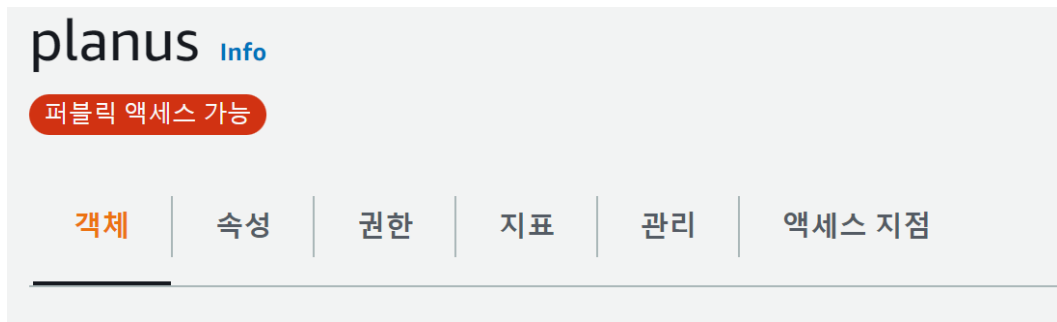 planus Info
퍼블릭 액세스 가능
객체 속성 권한 지표 관리 액세스 지점